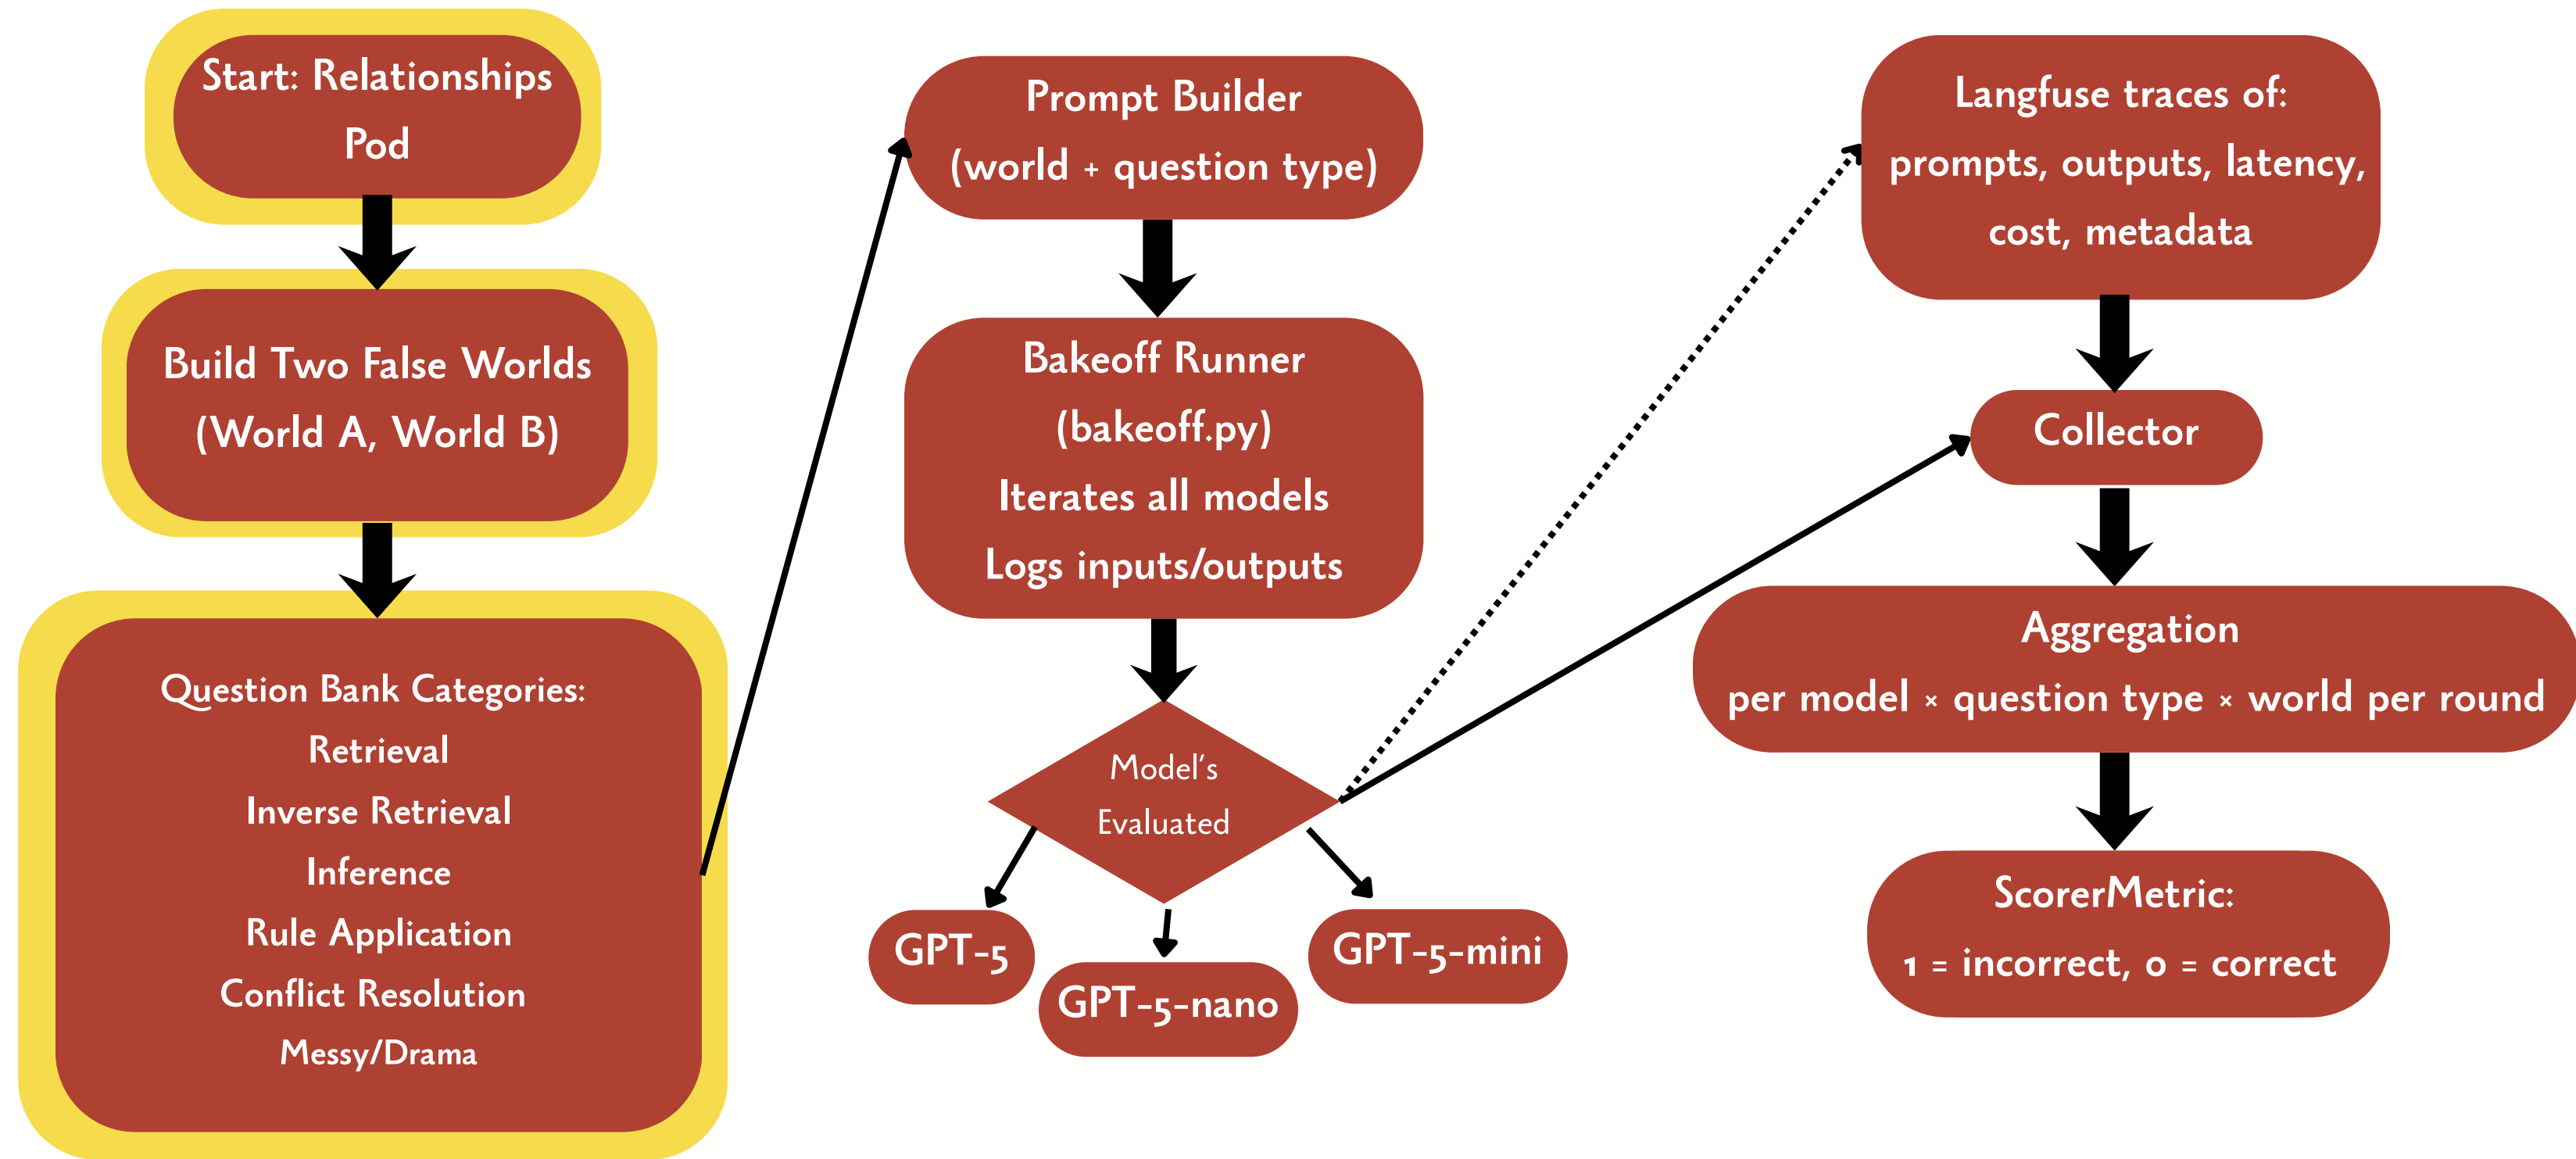 Start: Relationships
Pod
Build Two False Worlds
(World A, World B)
Question Bank Categories:
Retrieval
Inverse Retrieval
Inference
Rule Application
Conflict Resolution
Messy/Drama
Prompt Builder
(world + question type)
Bakeoff Runner
(bakeoff.py)
Iterates all models
Logs inputs/outputs
Model's
Evaluated
GPT-5
GPT-5-nano
GPT-5-mini
Langfuse traces of:
prompts, outputs, latency,
cost, metadata
Collector
Aggregation
per model × question type × world per round
ScorerMetric:
1 = incorrect, 0 = correct